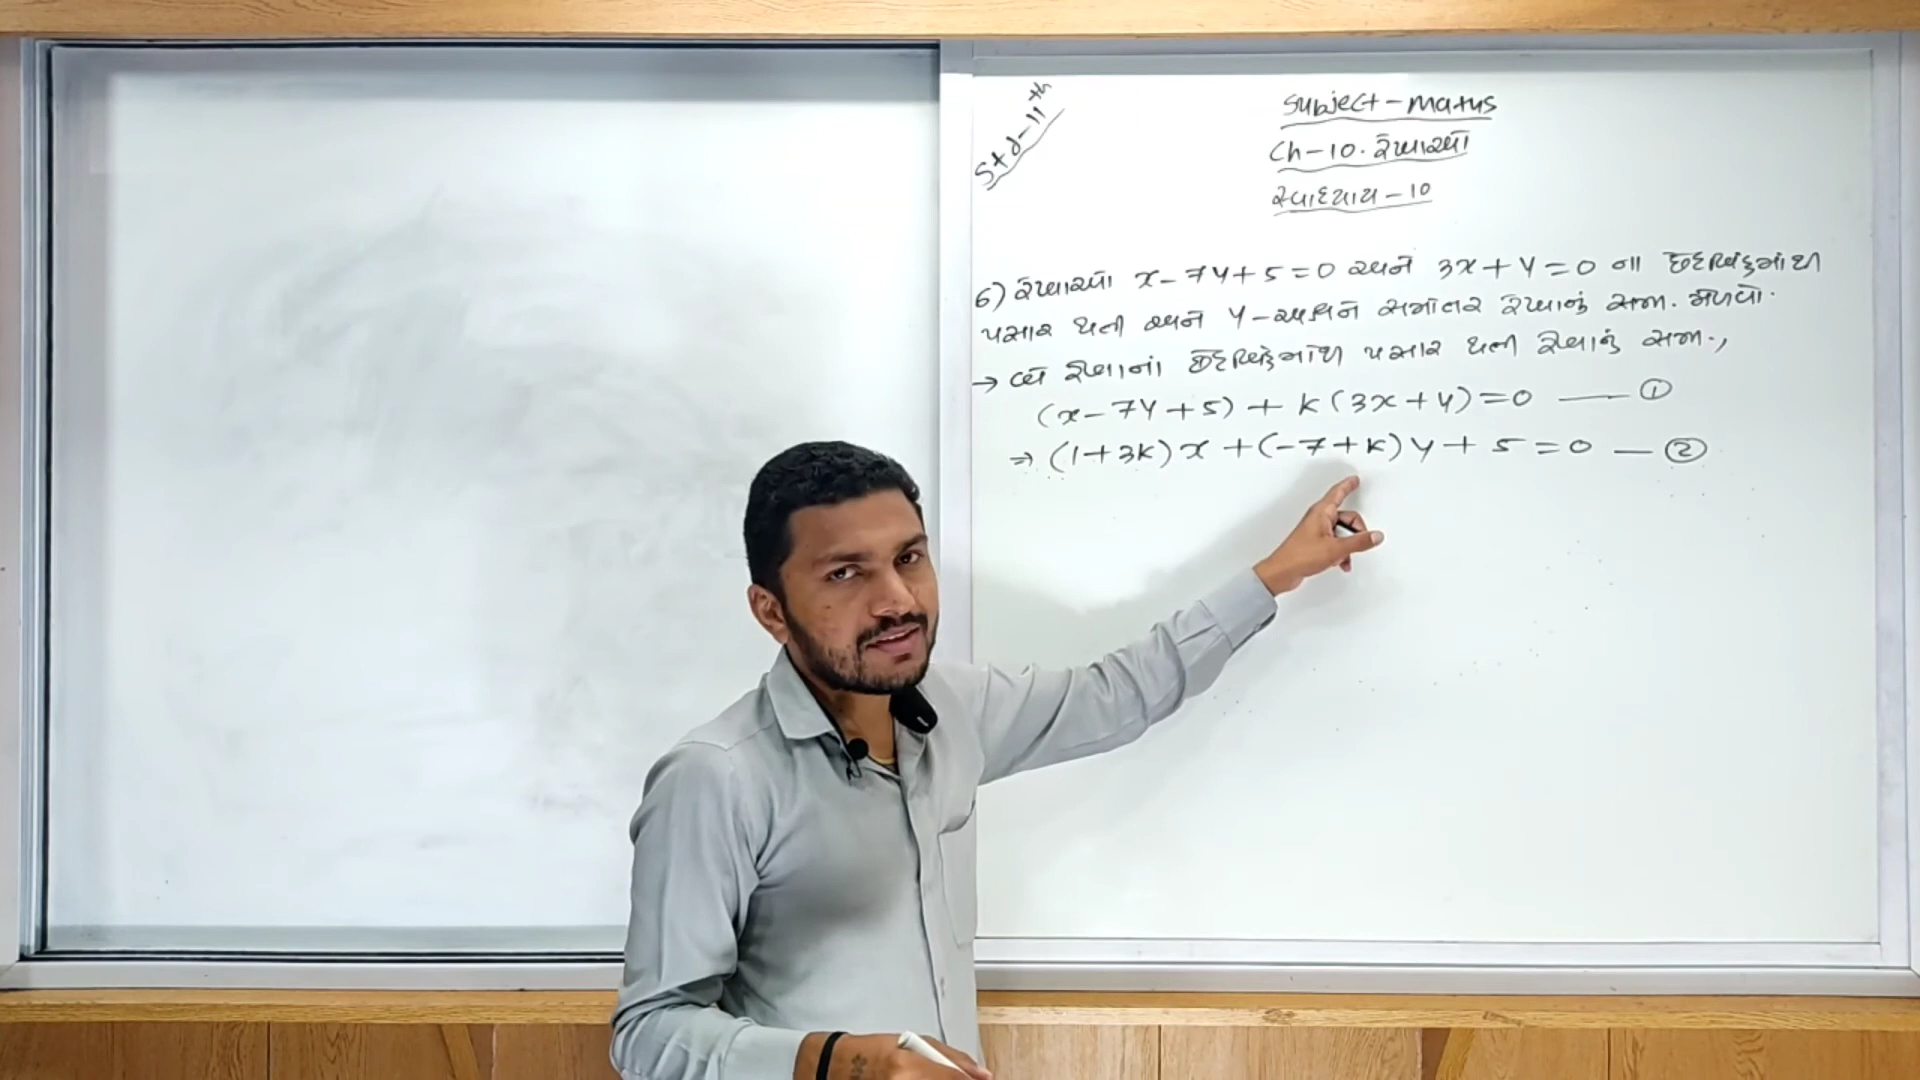 Std-11th
Subject-Maths
Ch-10. રેખાઓ
સ્વાધ્યાય-10
6) રેખાઓ x-7y+5=0 અને 3x+y=0 ના છેદબિંદુમાંથી
પસાર થતી અને y-અક્ષને સમાંતર રેખાનું સમી. મેળવો.
→ બે રેખાનાં છેદબિંદુમાંથી પસાર થતી રેખાનું સમી.,
(x-7y+5) + k(3x+y)=0 — ①
⇒ (1+3k)x+(-7+k)y+5=0 — ②